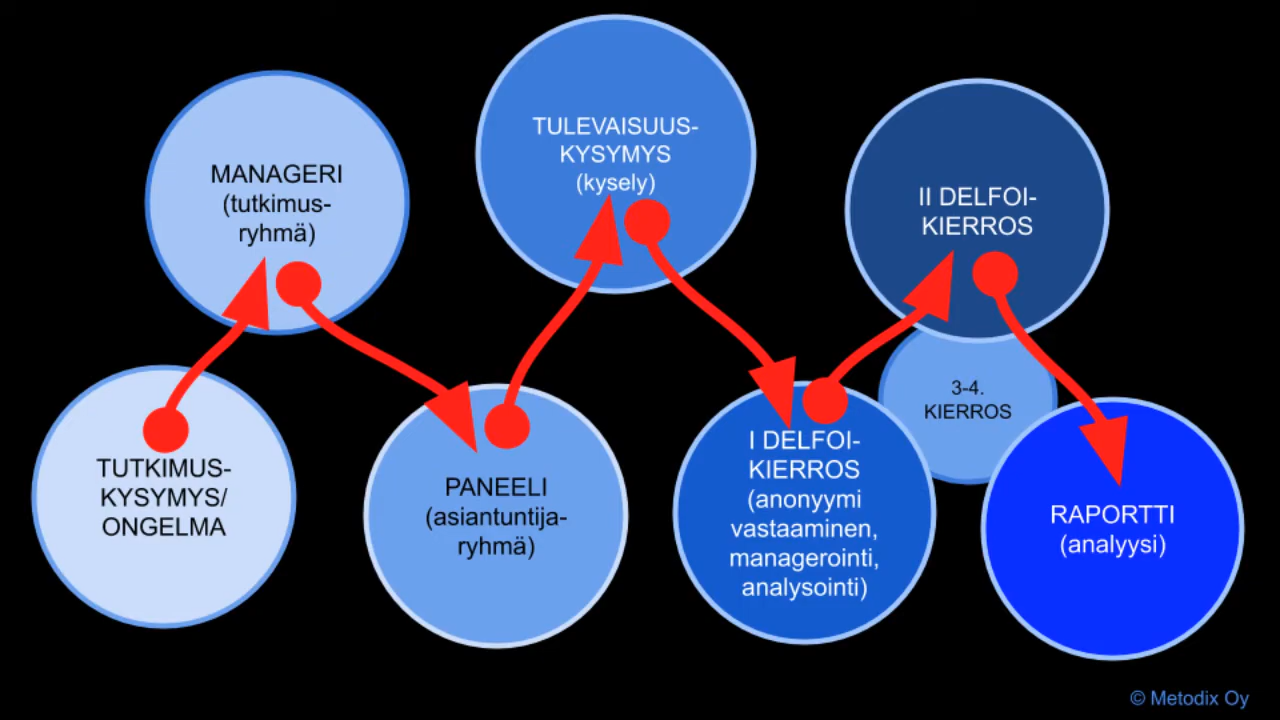 TUTKIMUS-
KYSYMYS/
ONGELMA
MANAGERI
(tutkimus-
ryhmä)
PANEELI
(asiantuntija-
ryhmä)
TULEVAISUUS-
KYSYMYS
(kysely)
I DELFOI-
KIERROS
(anonyymi
vastaaminen,
managerointi,
analysointi)
II DELFOI-
KIERROS
3-4.
KIERROS
RAPORTTI
(analyysi)
© Metodix Oy